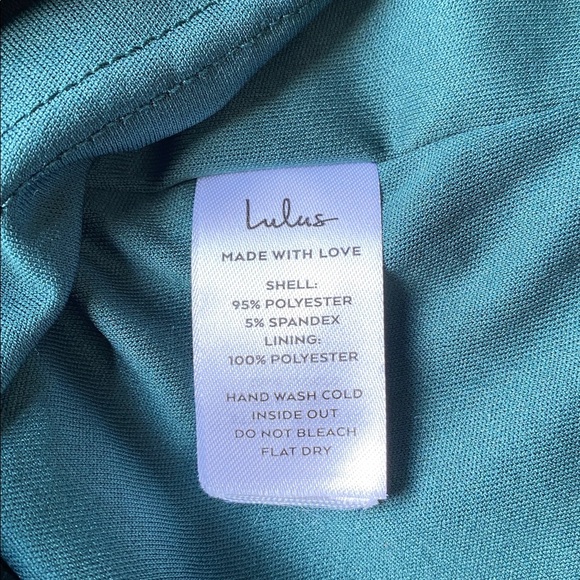 Lulus
MADE WITH LOVE
SHELL:
95% POLYESTER
5% SPANDEX
LINING:
100% POLYESTER
HAND WASH COLD
INSIDE OUT
DO NOT BLEACH
FLAT DRY